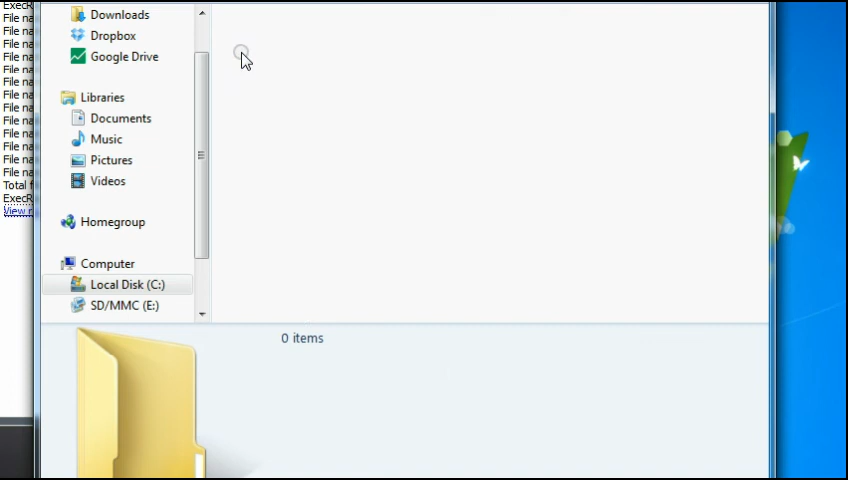 ExecR
File na
File na
File na
File na
File na
File na
File na
File na
File na
File na
File na
File na
File na
Total f
ExecR
View r
Downloads
Dropbox
Google Drive
Libraries
Documents
Music
Pictures
Videos
Homegroup
Computer
Local Disk (C:)
SD/MMC (E:)
0 items